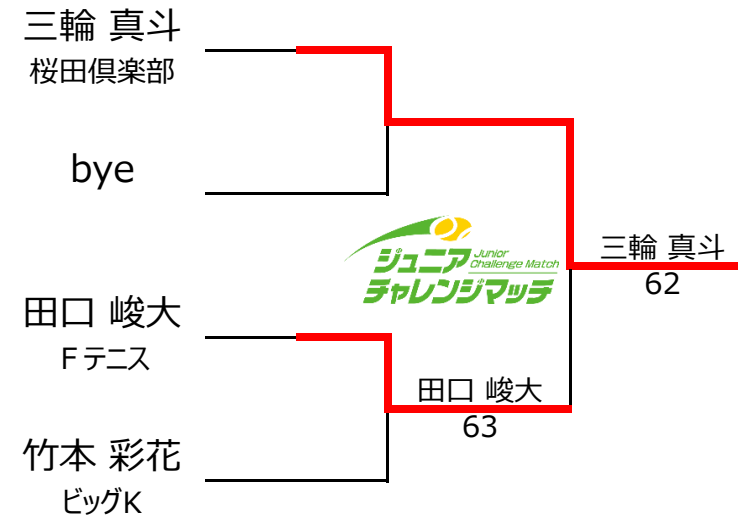 三輪 真斗
桜田倶楽部
bye
ジュニア
Junior
Challenge Match
チャレンジマッチ
三輪 真斗
62
田口 峻大
Fテニス
田口 峻大
63
竹本 彩花
ビッグK